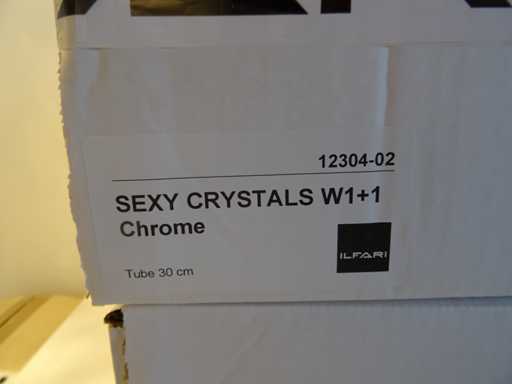 12304-02
SEXY CRYSTALS W1+1
Chrome
ILFARI
Tube 30 cm